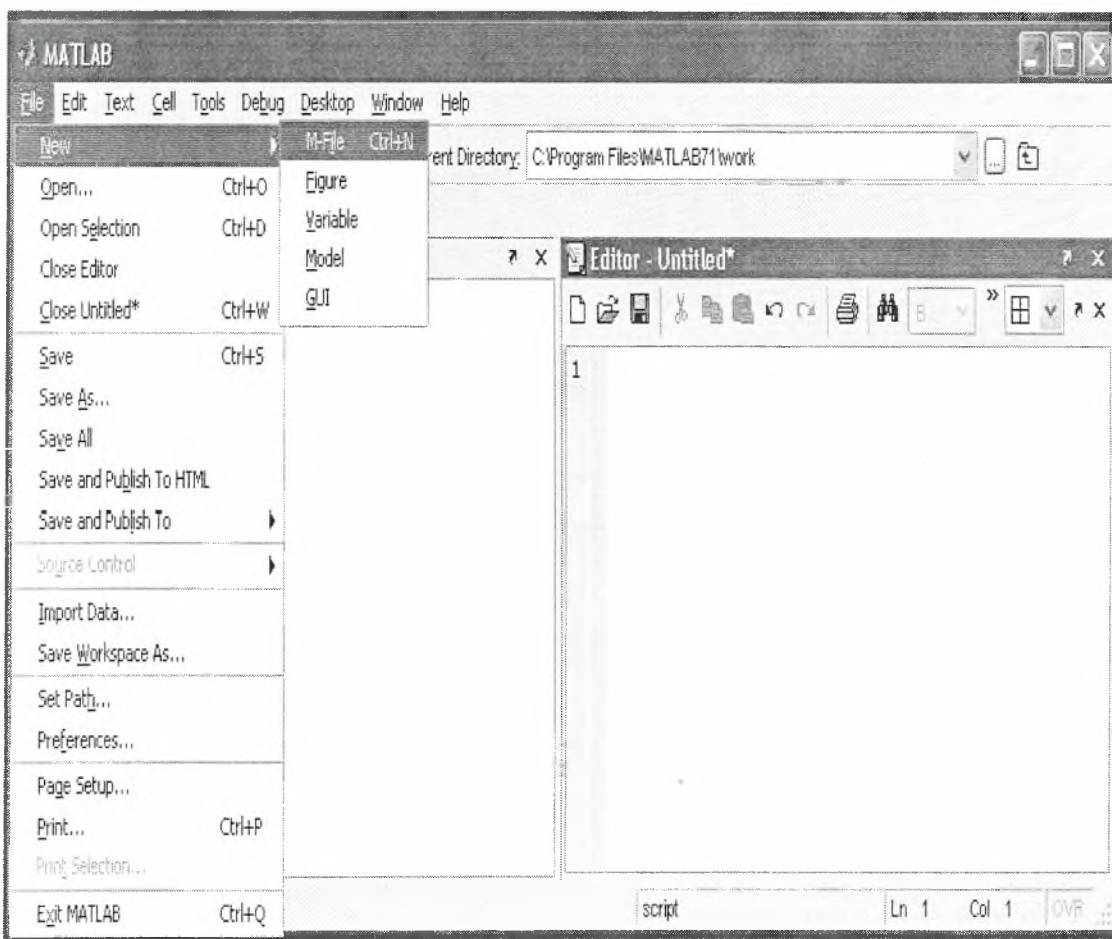 MATLAB
File Edit Text Cell Tools Debug Desktop Window Help
New
M-File Ctrl+N
rent Directory: C:\Program Files\MATLAB71\work
Open... Ctrl+O
Figure
Open Selection Ctrl+D
Variable
Close Editor
Model
Close Untitled* Ctrl+W
GUI
Editor - Untitled*
B
1
Save Ctrl+S
Save As...
Save All
Save and Publish To HTML
Save and Publish To
Source Control
Import Data...
Save Workspace As...
Set Path...
Preferences...
Page Setup...
Print... Ctrl+P
Print Selection...
Exit MATLAB Ctrl+Q
script Ln 1 Col 1 OVR